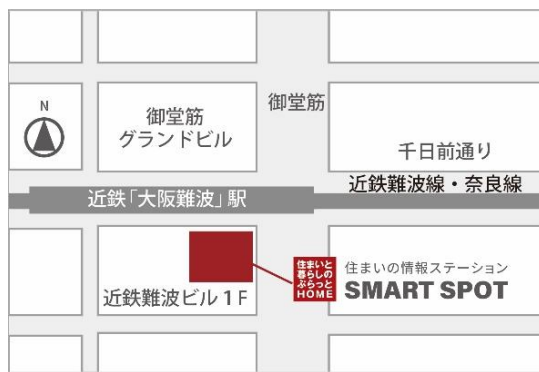 N
御堂筋
グランドビル
御堂筋
千日前通り
近鉄難波線・奈良線
近鉄「大阪難波」駅
近鉄難波ビル1F
住まいと
暮らしの
ぷらっと
HOME
住まいの情報ステーション
SMART SPOT